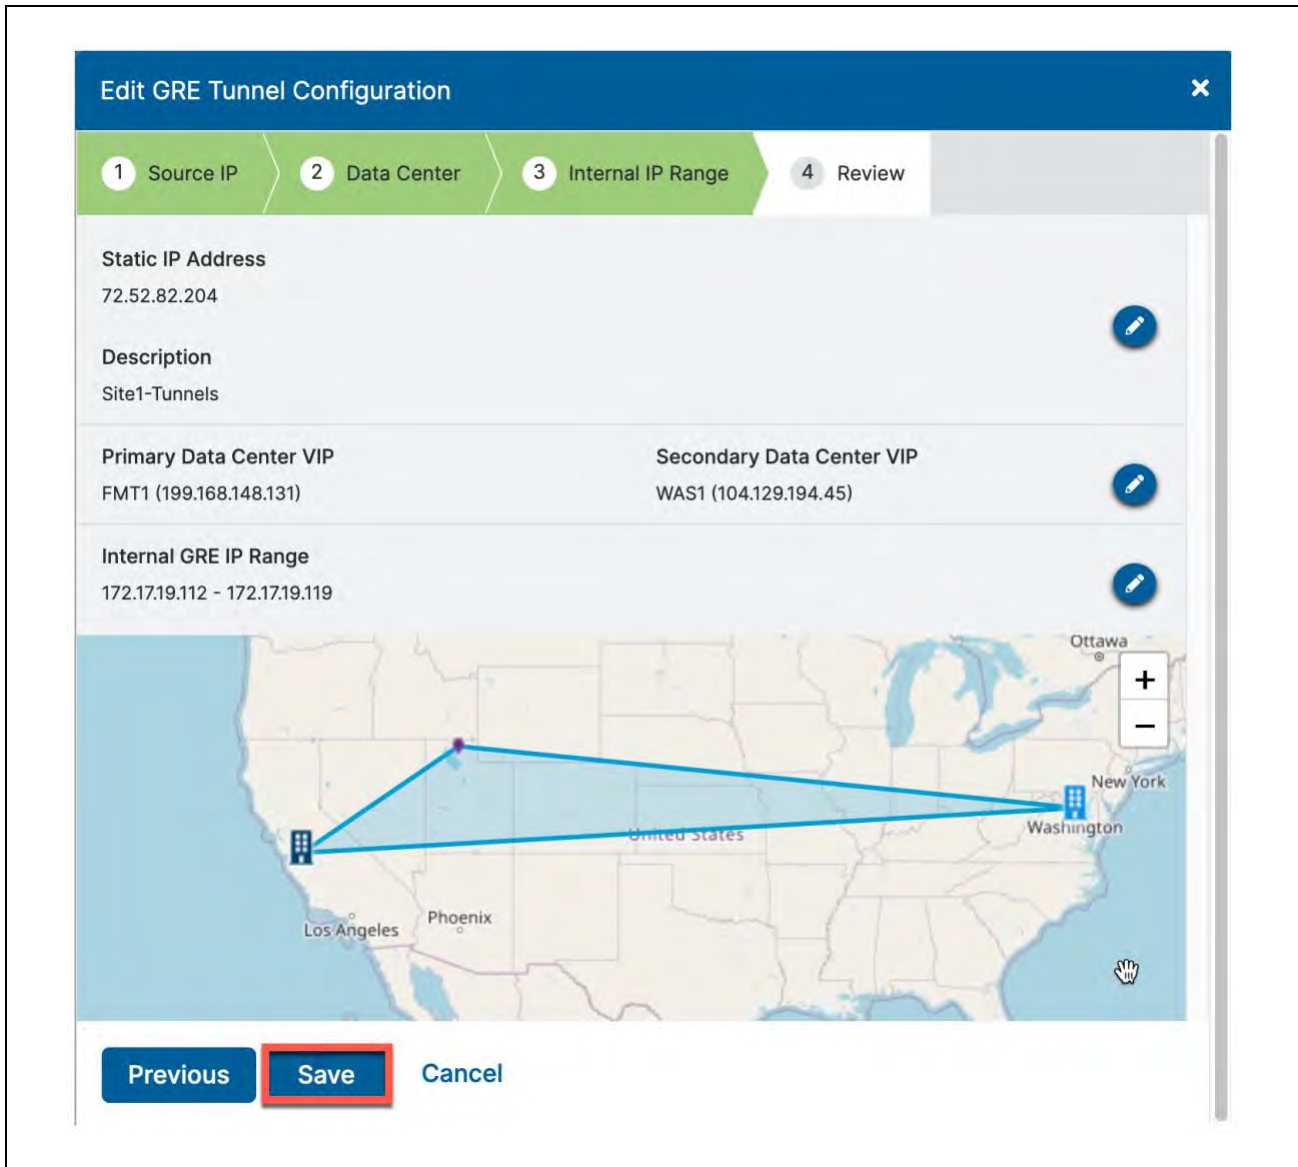 Edit GRE Tunnel Configuration
1 Source IP 2 Data Center 3 Internal IP Range 4 Review
Static IP Address
72.52.82.204
Description
Site1-Tunnels
Primary Data Center VIP Secondary Data Center VIP
FMT1 (199.168.148.131) WAS1 (104.129.194.45)
Internal GRE IP Range
172.17.19.112 - 172.17.19.119
Ottawa
+
−
New York
Washington
United States
Phoenix
Los Angeles
Previous Save Cancel